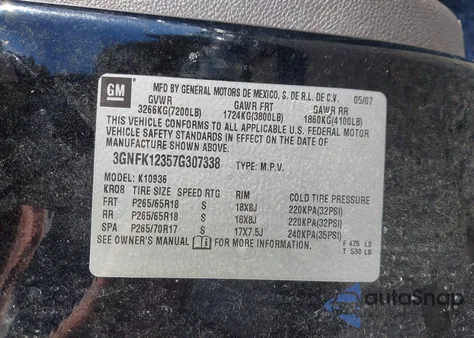 GM
MFD BY GENERAL MOTORS DE MEXICO, S. DE R.L. DE C.V. 05/07
GVWR GAWR FRT GAWR RR
3266KG(7200LB) 1724KG(3800LB) 1860KG(4100LB)
THIS VEHICLE CONFORMS TO ALL APPLICABLE U.S. FEDERAL MOTOR
VEHICLE SAFETY STANDARDS IN EFFECT ON THE DATE OF
MANUFACTURE SHOWN ABOVE.
3GNFK12357G307338 TYPE: M.P.V.
MODEL: K10936
KR08 TIRE SIZE SPEED RTG RIM COLD TIRE PRESSURE
FRT P265/65R18 S 18X8J 220KPA(32PSI)
RR P265/65R18 S 18X8J 220KPA(32PSI)
SPA P265/70R17 S 17X7.5J 240KPA(35PSI)
SEE OWNER'S MANUAL FOR MORE INFORMATION F 475 LB
T 530 LB
autoSnap